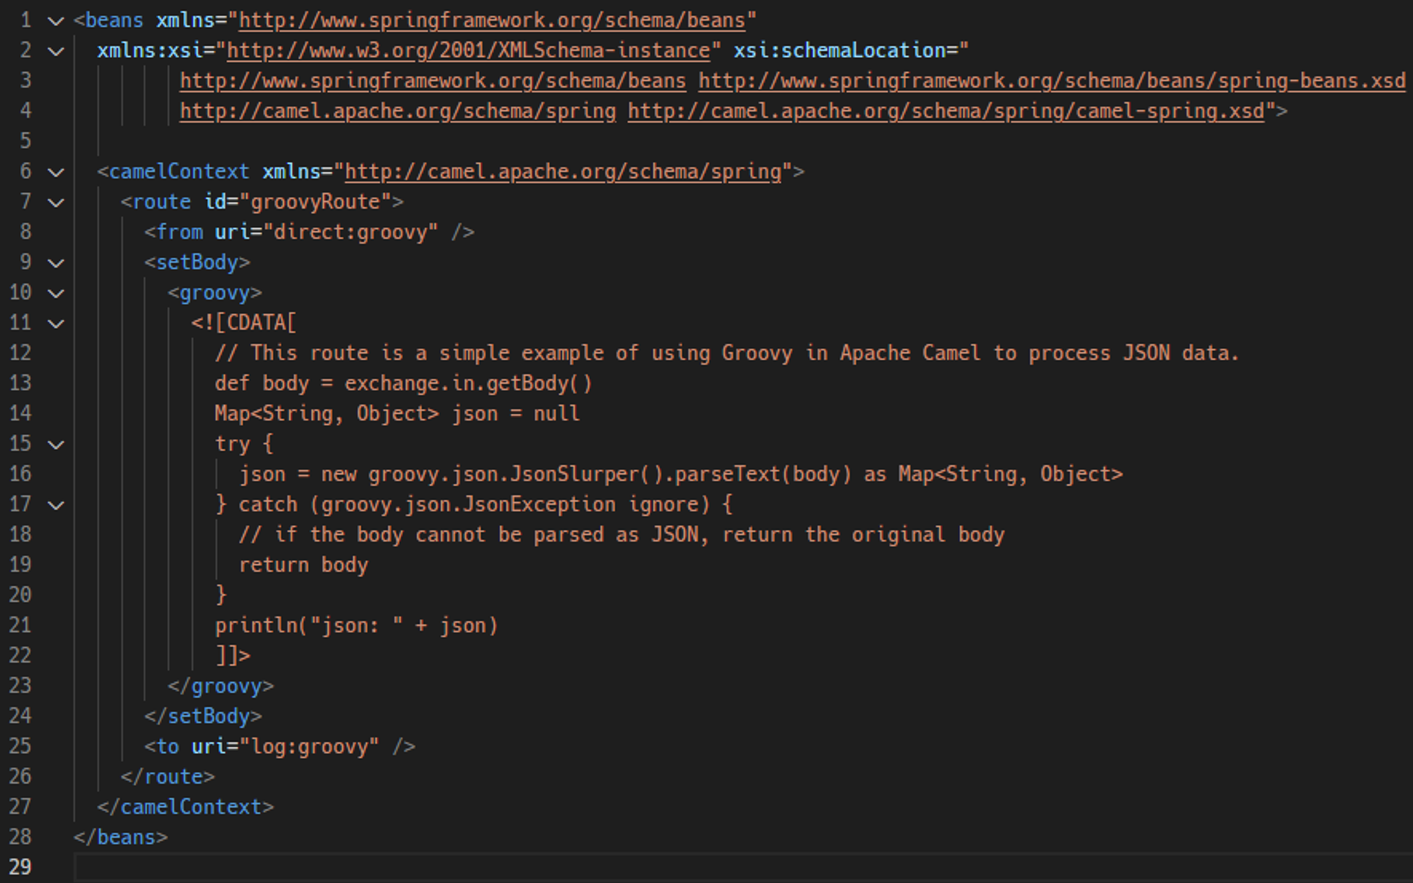 1 <beans xmlns="http://www.springframework.org/schema/beans"
2 xmlns:xsi="http://www.w3.org/2001/XMLSchema-instance" xsi:schemaLocation="
3 http://www.springframework.org/schema/beans http://www.springframework.org/schema/beans/spring-beans.xsd
4 http://camel.apache.org/schema/spring http://camel.apache.org/schema/spring/camel-spring.xsd">
5
6 <camelContext xmlns="http://camel.apache.org/schema/spring">
7 <route id="groovyRoute">
8 <from uri="direct:groovy" />
9 <setBody>
10 <groovy>
11 <![CDATA[
12 // This route is a simple example of using Groovy in Apache Camel to process JSON data.
13 def body = exchange.in.getBody()
14 Map<String, Object> json = null
15 try {
16 json = new groovy.json.JsonSlurper().parseText(body) as Map<String, Object>
17 } catch (groovy.json.JsonException ignore) {
18 // if the body cannot be parsed as JSON, return the original body
19 return body
20 }
21 println("json: " + json)
22 ]]>
23 </groovy>
24 </setBody>
25 <to uri="log:groovy" />
26 </route>
27 </camelContext>
28 </beans>
29